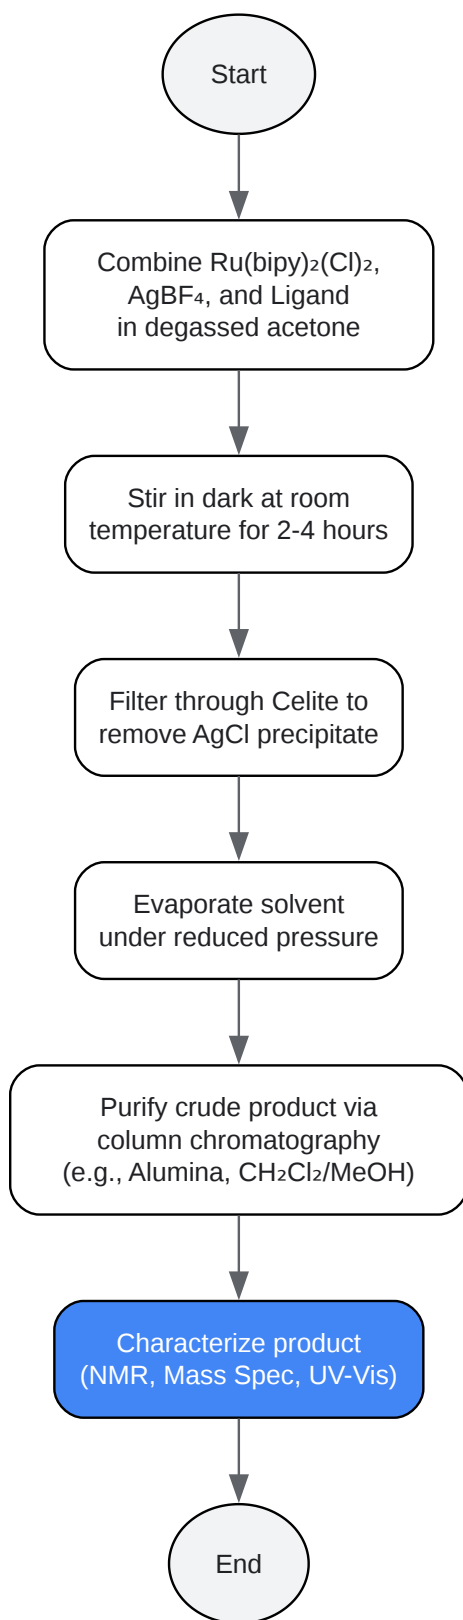 Start
Combine Ru(bipy)₂(Cl)₂,
AgBF₄, and Ligand
in degassed acetone
Stir in dark at room
temperature for 2-4 hours
Filter through Celite to
remove AgCl precipitate
Evaporate solvent
under reduced pressure
Purify crude product via
column chromatography
(e.g., Alumina, CH₂Cl₂/MeOH)
Characterize product
(NMR, Mass Spec, UV-Vis)
End